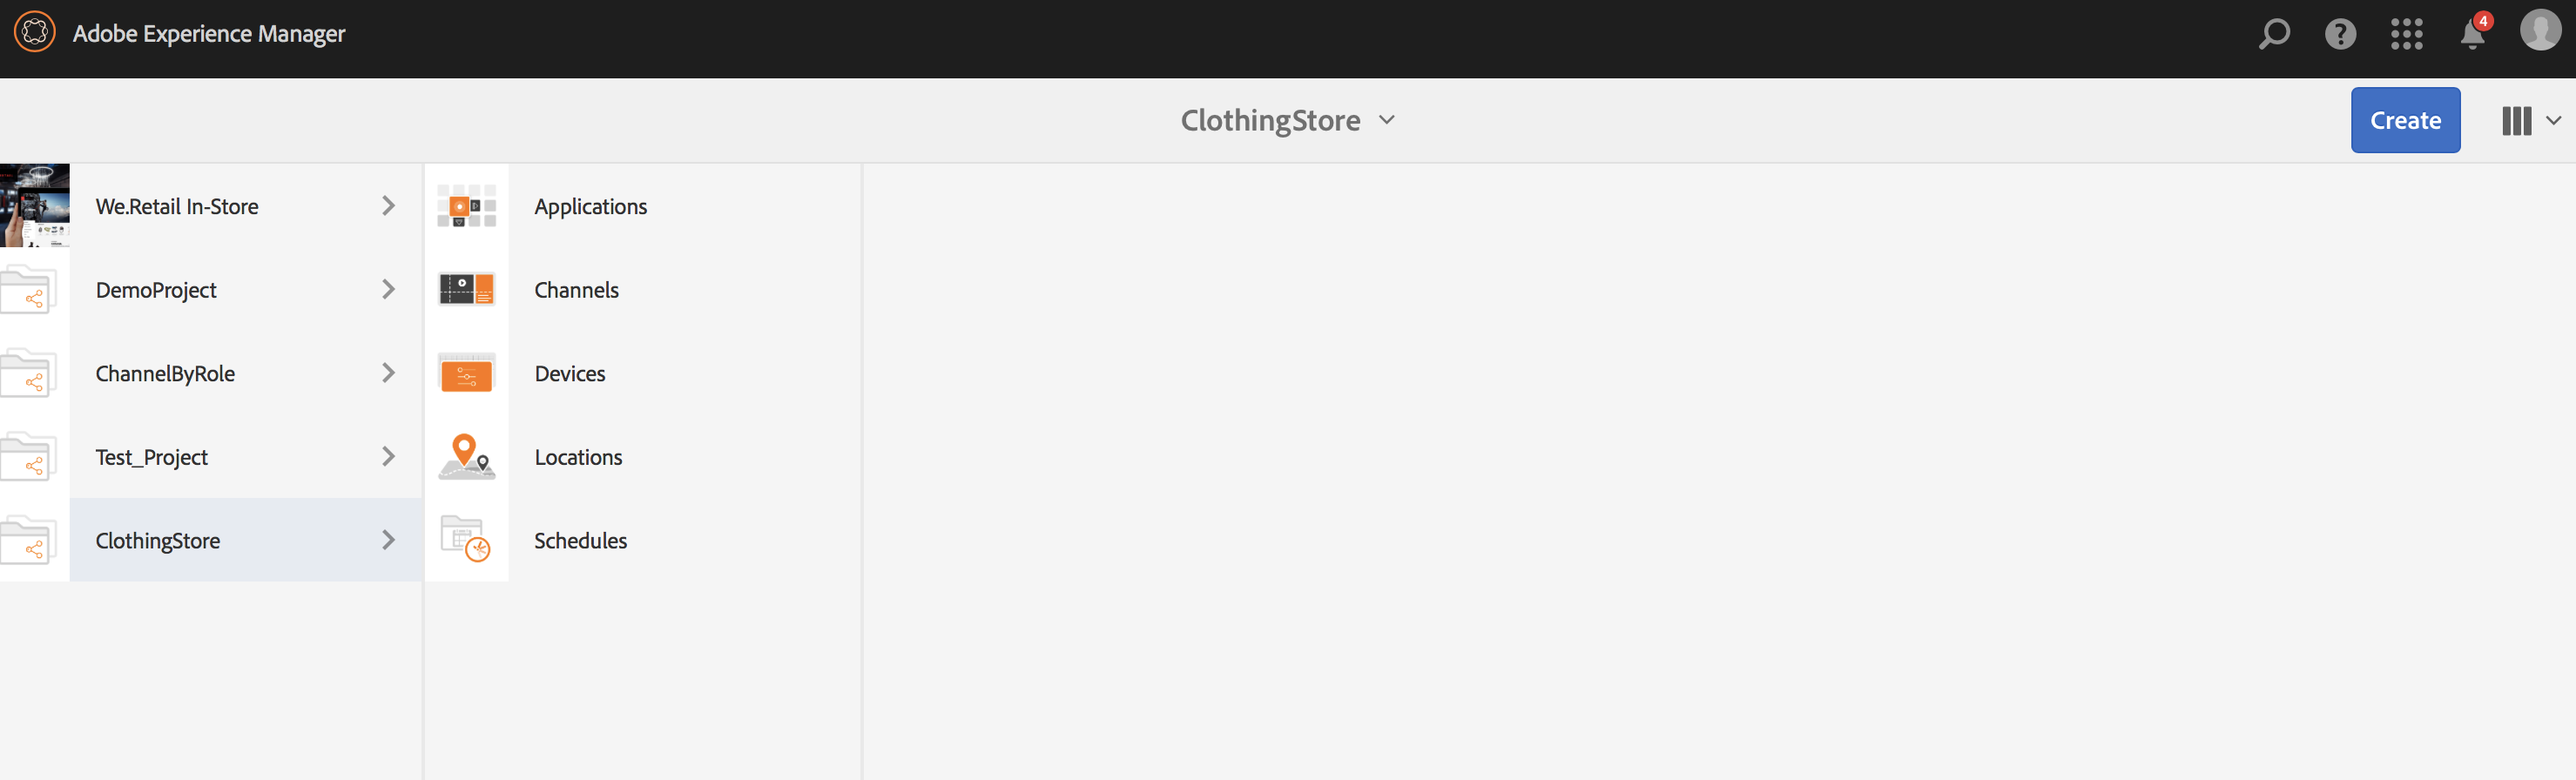 Adobe Experience Manager
4
ClothingStore
Create
We.Retail In-Store
DemoProject
ChannelByRole
Test_Project
ClothingStore
Applications
Channels
Devices
Locations
Schedules